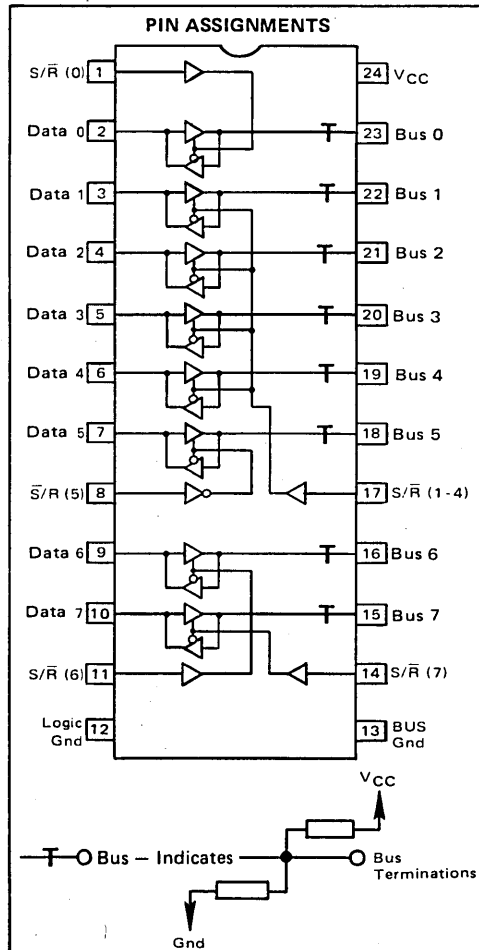 PIN ASSIGNMENTS
S/R̅ (0) 1
24 VCC
Data 0 2
23 Bus 0
Data 1 3
22 Bus 1
Data 2 4
21 Bus 2
Data 3 5
20 Bus 3
Data 4 6
19 Bus 4
Data 5 7
18 Bus 5
S̅/R (5) 8
17 S/R̅ (1-4)
Data 6 9
16 Bus 6
Data 7 10
15 Bus 7
S/R̅ (6) 11
14 S/R̅ (7)
Logic
Gnd 12
13 BUS
Gnd
VCC
Bus – Indicates
Bus
Terminations
Gnd